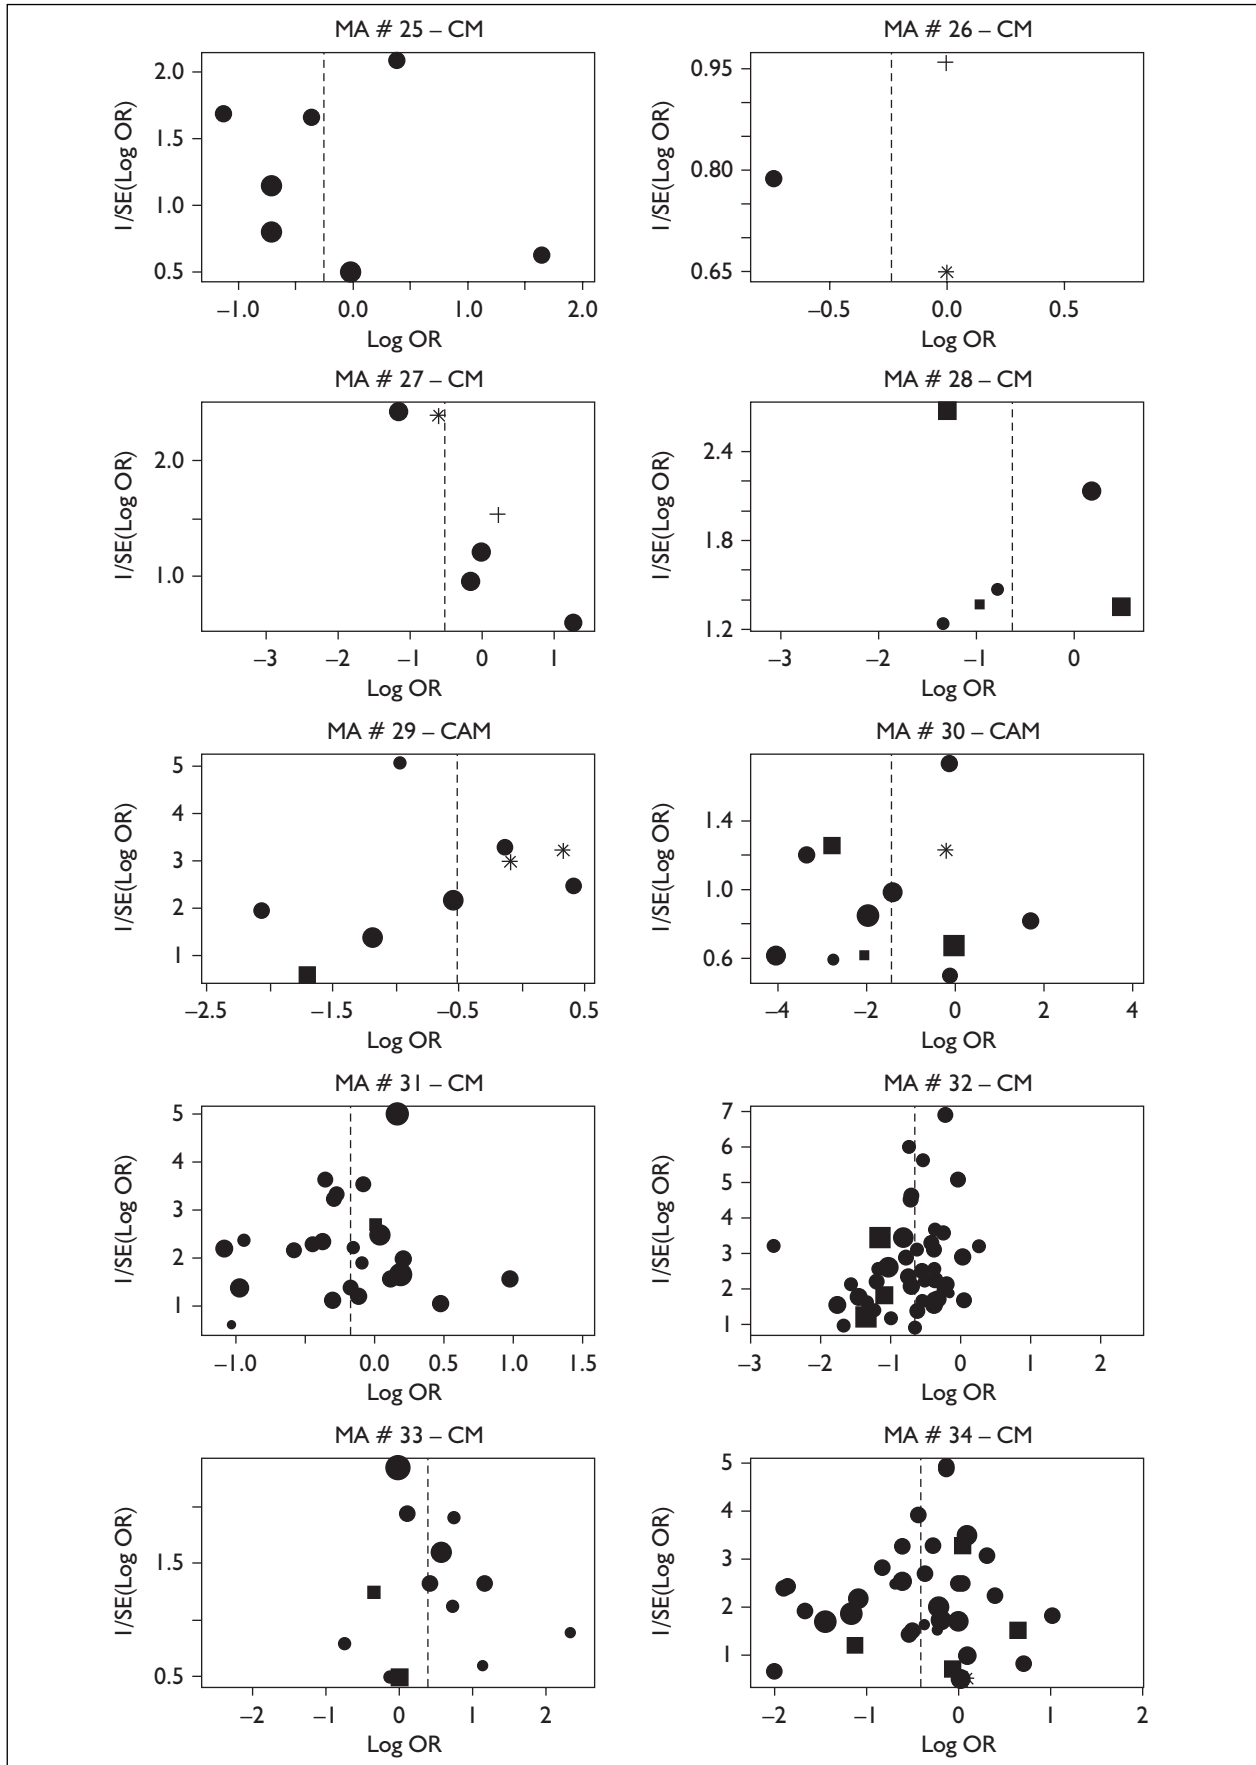 MA # 25 – CM
I/SE(Log OR)
2.0
1.5
1.0
0.5
–1.0 0.0 1.0 2.0
Log OR
MA # 26 – CM
I/SE(Log OR)
0.95
0.80
0.65
–0.5 0.0 0.5
Log OR
MA # 27 – CM
I/SE(Log OR)
2.0
1.0
–3 –2 –1 0 1
Log OR
MA # 28 – CM
I/SE(Log OR)
2.4
1.8
1.2
–3 –2 –1 0
Log OR
MA # 29 – CAM
I/SE(Log OR)
5
4
3
2
1
–2.5 –1.5 –0.5 0.5
Log OR
MA # 30 – CAM
I/SE(Log OR)
1.4
1.0
0.6
–4 –2 0 2 4
Log OR
MA # 31 – CM
I/SE(Log OR)
5
4
3
2
1
–1.0 0.0 0.5 1.0 1.5
Log OR
MA # 32 – CM
I/SE(Log OR)
7
6
5
4
3
2
1
–3 –2 –1 0 1 2
Log OR
MA # 33 – CM
I/SE(Log OR)
1.5
0.5
–2 –1 0 1 2
Log OR
MA # 34 – CM
I/SE(Log OR)
5
4
3
2
1
–2 –1 0 1 2
Log OR